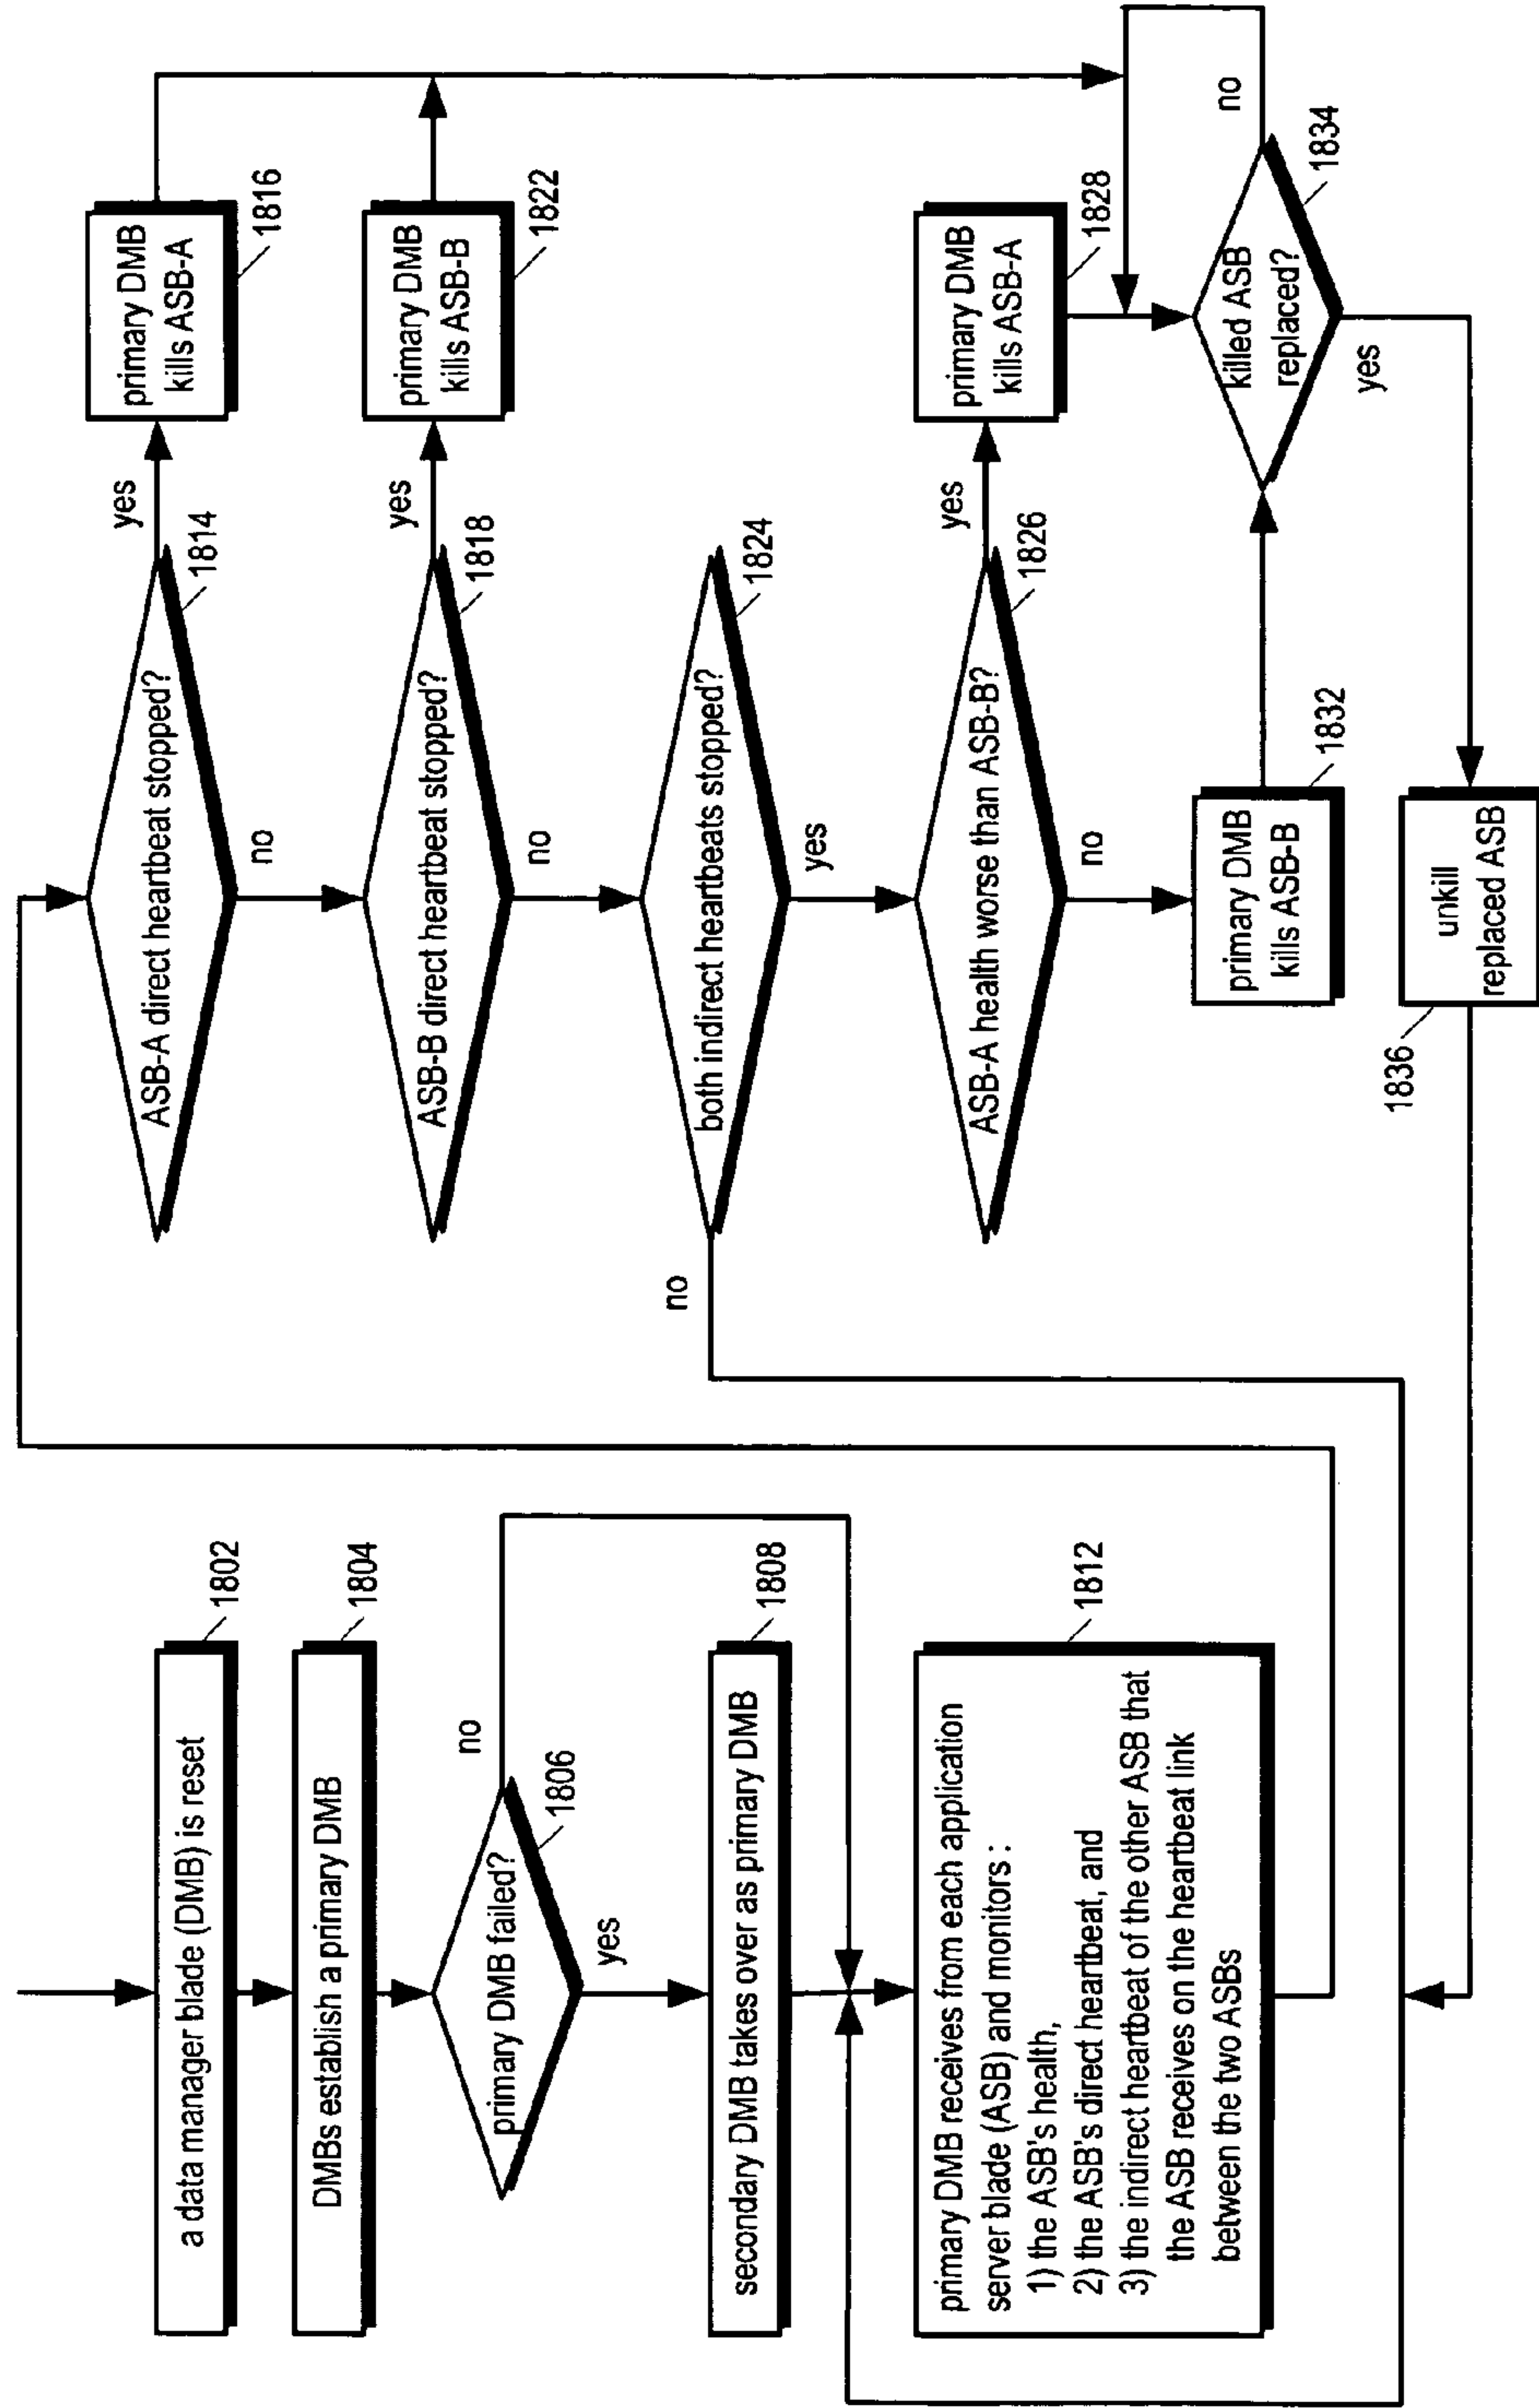 a data manager blade (DMB) is reset
1802
DMBs establish a primary DMB
1804
primary DMB failed?
1806
no
yes
secondary DMB takes over as primary DMB
1808
primary DMB receives from each application
server blade (ASB) and monitors :
1) the ASB's health,
2) the ASB's direct heartbeat, and
3) the indirect heartbeat of the other ASB that
the ASB receives on the heartbeat link
between the two ASBs
1812
ASB-A direct heartbeat stopped?
1814
yes
no
primary DMB
kills ASB-A
1816
ASB-B direct heartbeat stopped?
1818
yes
no
primary DMB
kills ASB-B
1822
both indirect heartbeats stopped?
1824
no
yes
ASB-A health worse than ASB-B?
1826
yes
no
primary DMB
kills ASB-A
1828
primary DMB
kills ASB-B
1832
killed ASB
replaced?
1834
no
yes
unkill
replaced ASB
1836